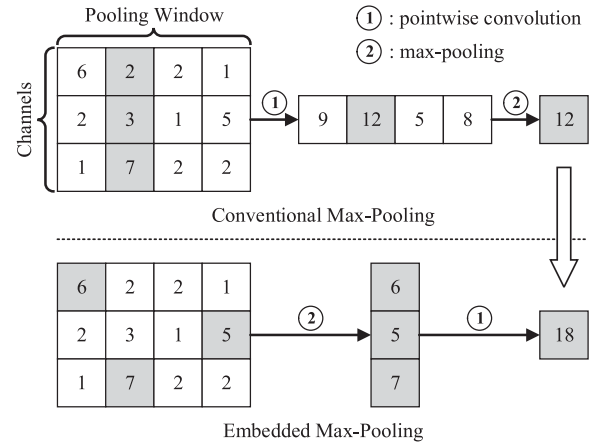 Pooling Window
① : pointwise convolution
② : max-pooling
Channels
6 2 2 1
2 3 1 5
1 7 2 2
①
9 12 5 8
②
12
Conventional Max-Pooling
6 2 2 1
2 3 1 5
1 7 2 2
②
6
5
7
①
18
Embedded Max-Pooling